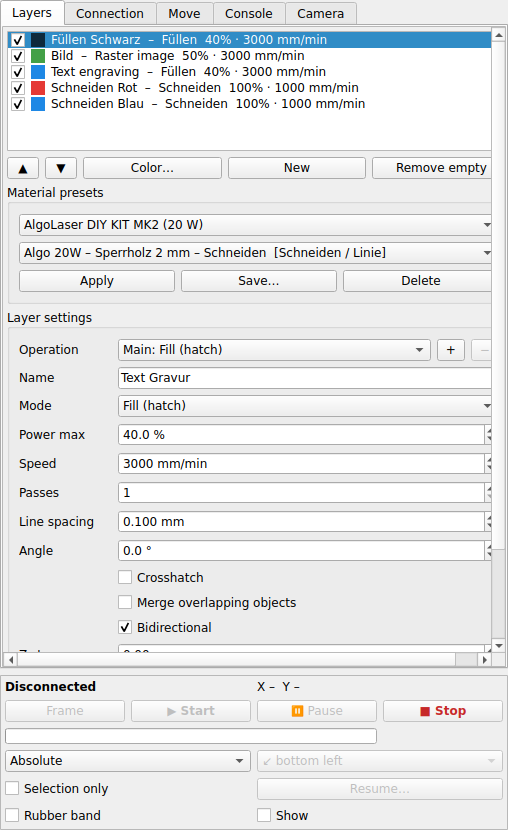 Layers Connection Move Console Camera
Füllen Schwarz – Füllen 40% · 3000 mm/min
Bild – Raster image 50% · 3000 mm/min
Text engraving – Füllen 40% · 3000 mm/min
Schneiden Rot – Schneiden 100% · 1000 mm/min
Schneiden Blau – Schneiden 100% · 1000 mm/min
▲ ▼ Color... New Remove empty
Material presets
AlgoLaser DIY KIT MK2 (20 W)
Algo 20W – Sperrholz 2 mm – Schneiden [Schneiden / Linie]
Apply Save... Delete
Layer settings
Operation Main: Fill (hatch) + −
Name Text Gravur
Mode Fill (hatch)
Power max 40.0 %
Speed 3000 mm/min
Passes 1
Line spacing 0.100 mm
Angle 0.0 °
Crosshatch
Merge overlapping objects
Bidirectional
Disconnected X – Y –
Frame ▶ Start ⏸ Pause ■ Stop
Absolute ↙ bottom left
Selection only Resume...
Rubber band Show